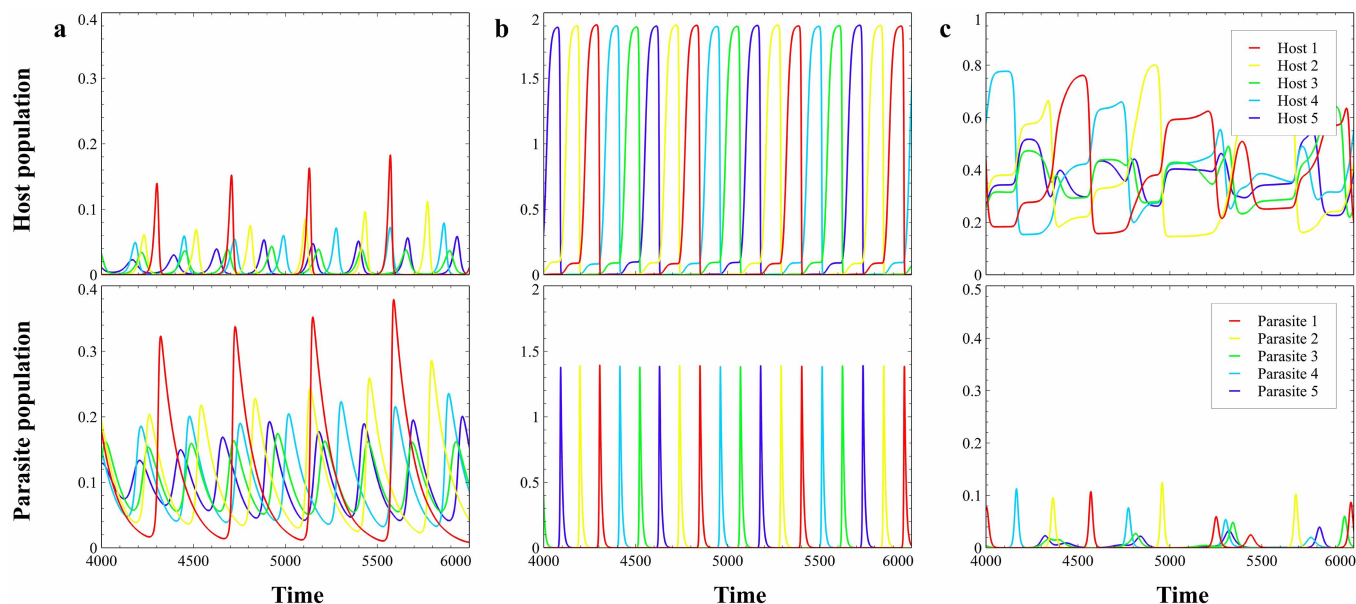 a
b
c
Host population
0.4
0.3
0.2
0.1
0
2
1.5
1
0.5
0
1
0.8
0.6
0.4
0.2
0
Host 1
Host 2
Host 3
Host 4
Host 5
Parasite population
0.4
0.3
0.2
0.1
0
4000 4500 5000 5500 6000
2
1.5
1
0.5
0
4000 4500 5000 5500 6000
0.5
0.4
0.3
0.2
0.1
0
4000 4500 5000 5500 6000
Parasite 1
Parasite 2
Parasite 3
Parasite 4
Parasite 5
Time
Time
Time